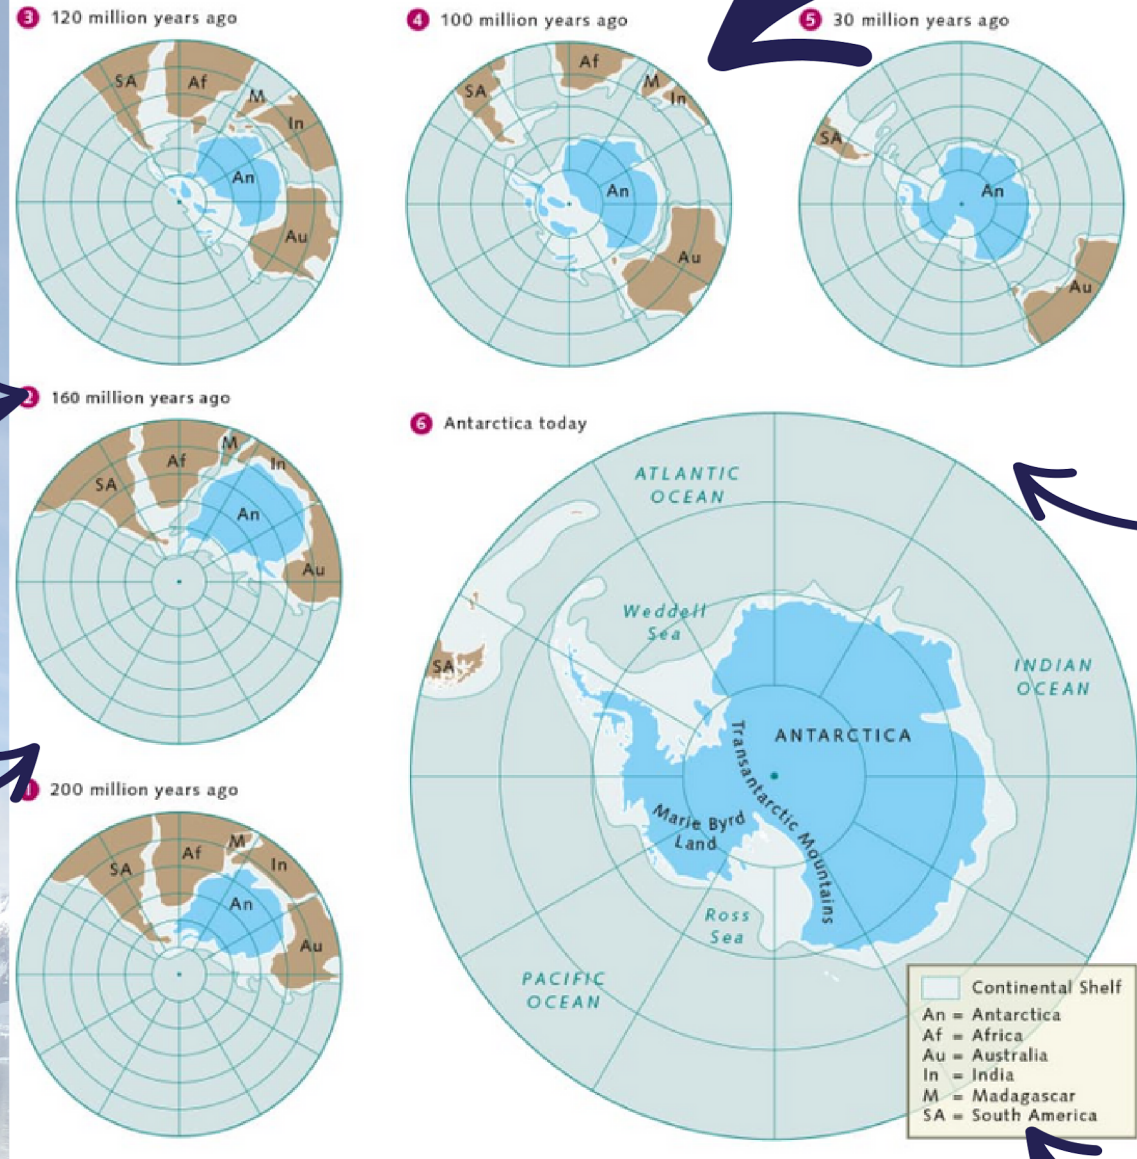 3 120 million years ago
SA
Af
M
In
An
Au
4 100 million years ago
SA
Af
M
In
An
Au
5 30 million years ago
SA
An
Au
2 160 million years ago
SA
Af
M
In
An
Au
1 200 million years ago
SA
Af
M
In
An
Au
6 Antarctica today
ATLANTIC
OCEAN
Weddell
Sea
SA
INDIAN
OCEAN
ANTARCTICA
Transantarctic Mountains
Marie Byrd
Land
Ross
Sea
PACIFIC
OCEAN
Continental Shelf
An = Antarctica
Af = Africa
Au = Australia
In = India
M = Madagascar
SA = South America